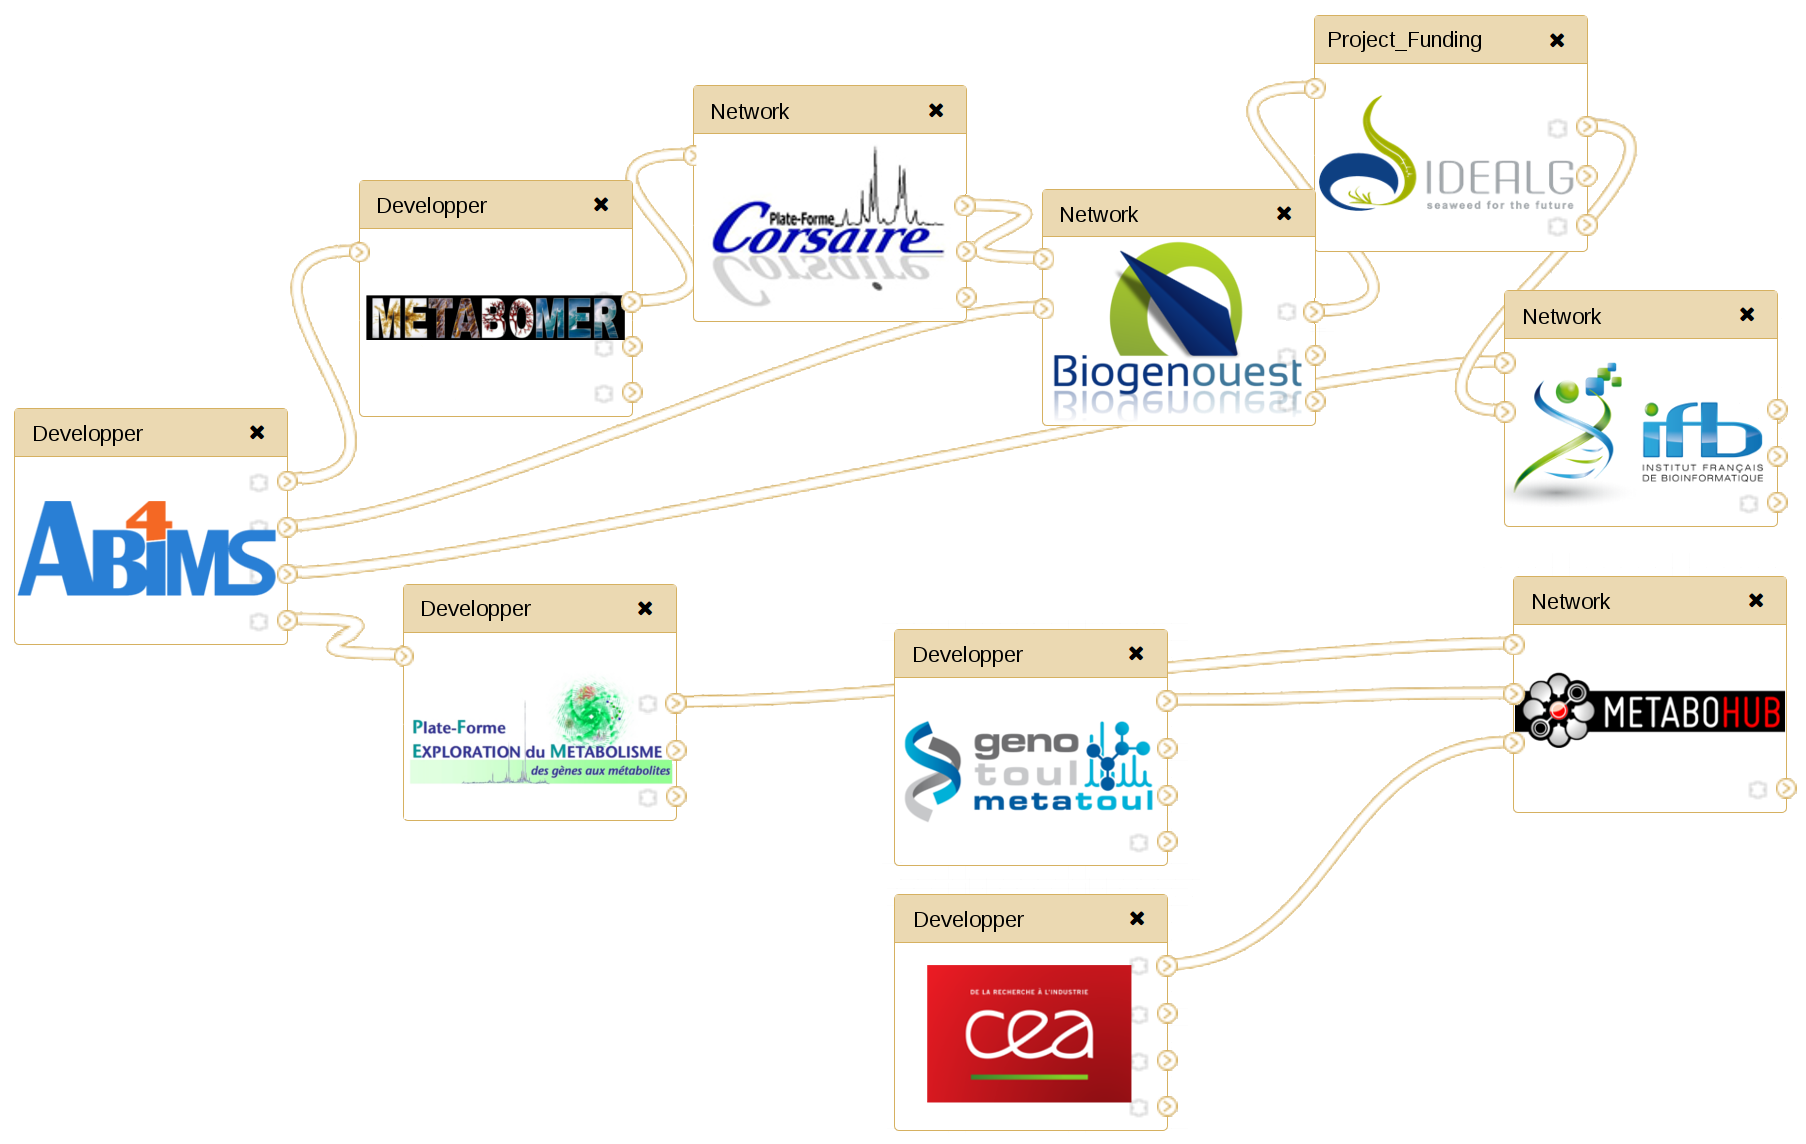 Project_Funding
IDEALG
seaweed for the future
Network
Plate-Forme
Corsaire
Developper
METABOMER
Network
Biogenouest
Network
ifb
INSTITUT FRANÇAIS
DE BIOINFORMATIQUE
Developper
ABiMS
4
Developper
Plate-Forme
EXPLORATION du METABOLISME
des gènes aux métabolites
Developper
geno
toul
metatoul
Network
METABOHUB
Developper
DE LA RECHERCHE À L'INDUSTRIE
cea